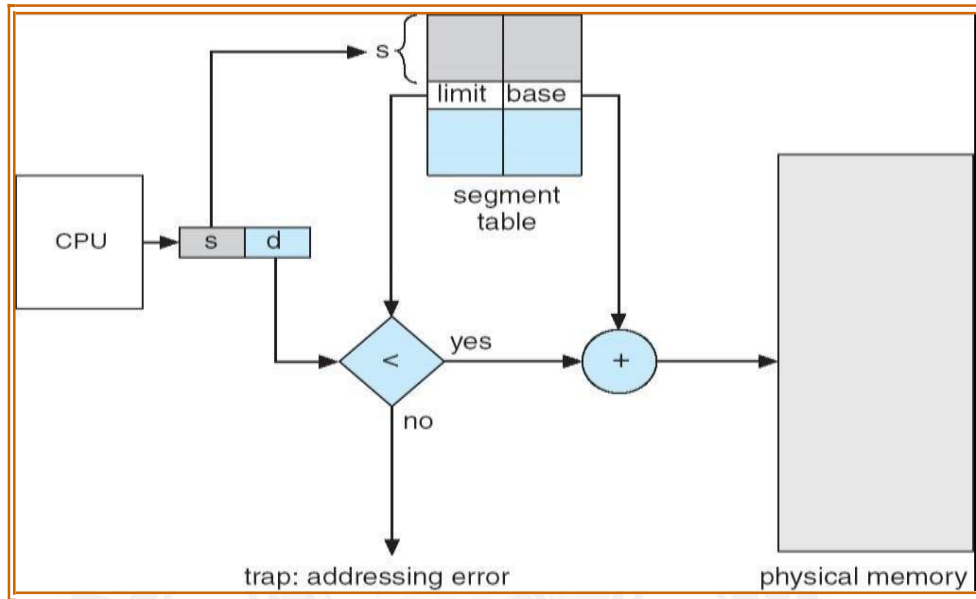 s
limit base
segment
table
CPU
s d
<
yes
+
no
trap: addressing error
physical memory